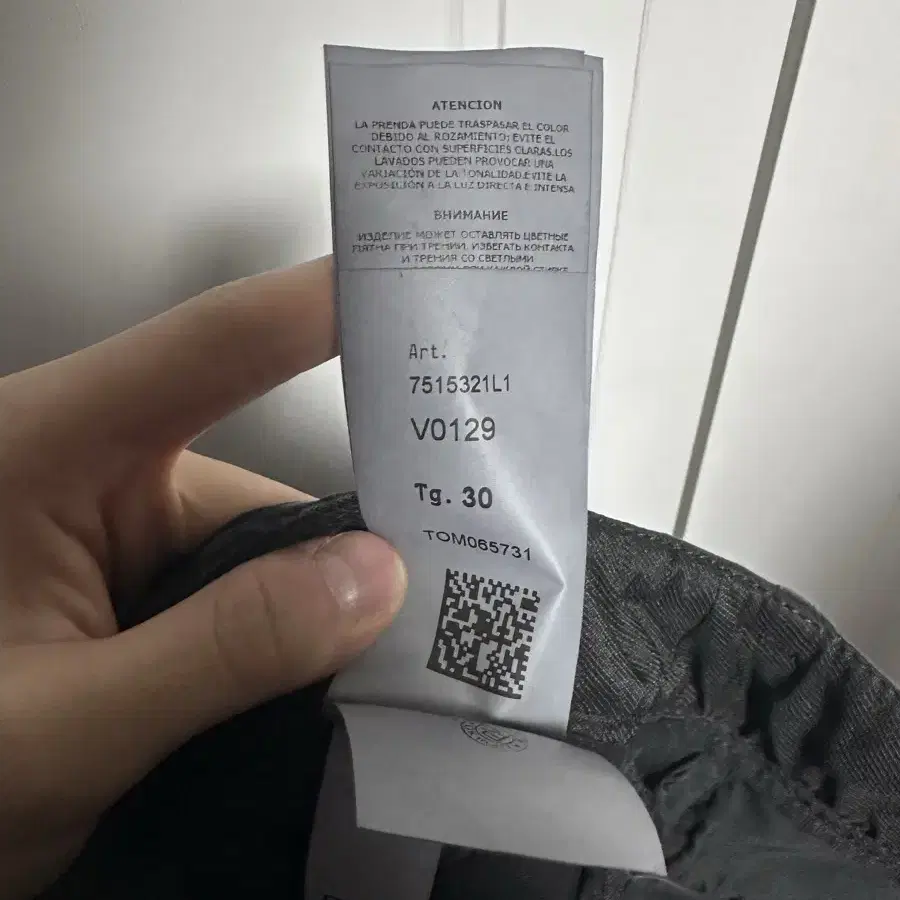 ATENCION
LA PRENDA PUEDE TRASPASAR EL COLOR
DEBIDO AL ROZAMIENTO; EVITE EL
CONTACTO CON SUPERFICIES CLARAS.LOS
LAVADOS PUEDEN PROVOCAR UNA
VARIACIÓN DE LA TONALIDAD.EVITE LA
EXPOSICIÓN A LA LUZ DIRECTA E INTENSA
ВНИМАНИЕ
ИЗДЕЛИЕ МОЖЕТ ОСТАВЛЯТЬ ЦВЕТНЫЕ
ПЯТНА ПРИ ТРЕНИИ. ИЗБЕГАТЬ КОНТАКТА
И ТРЕНИЯ СО СВЕТЛЫМИ
Art.
7515321L1
V0129
Tg. 30
TOM065731